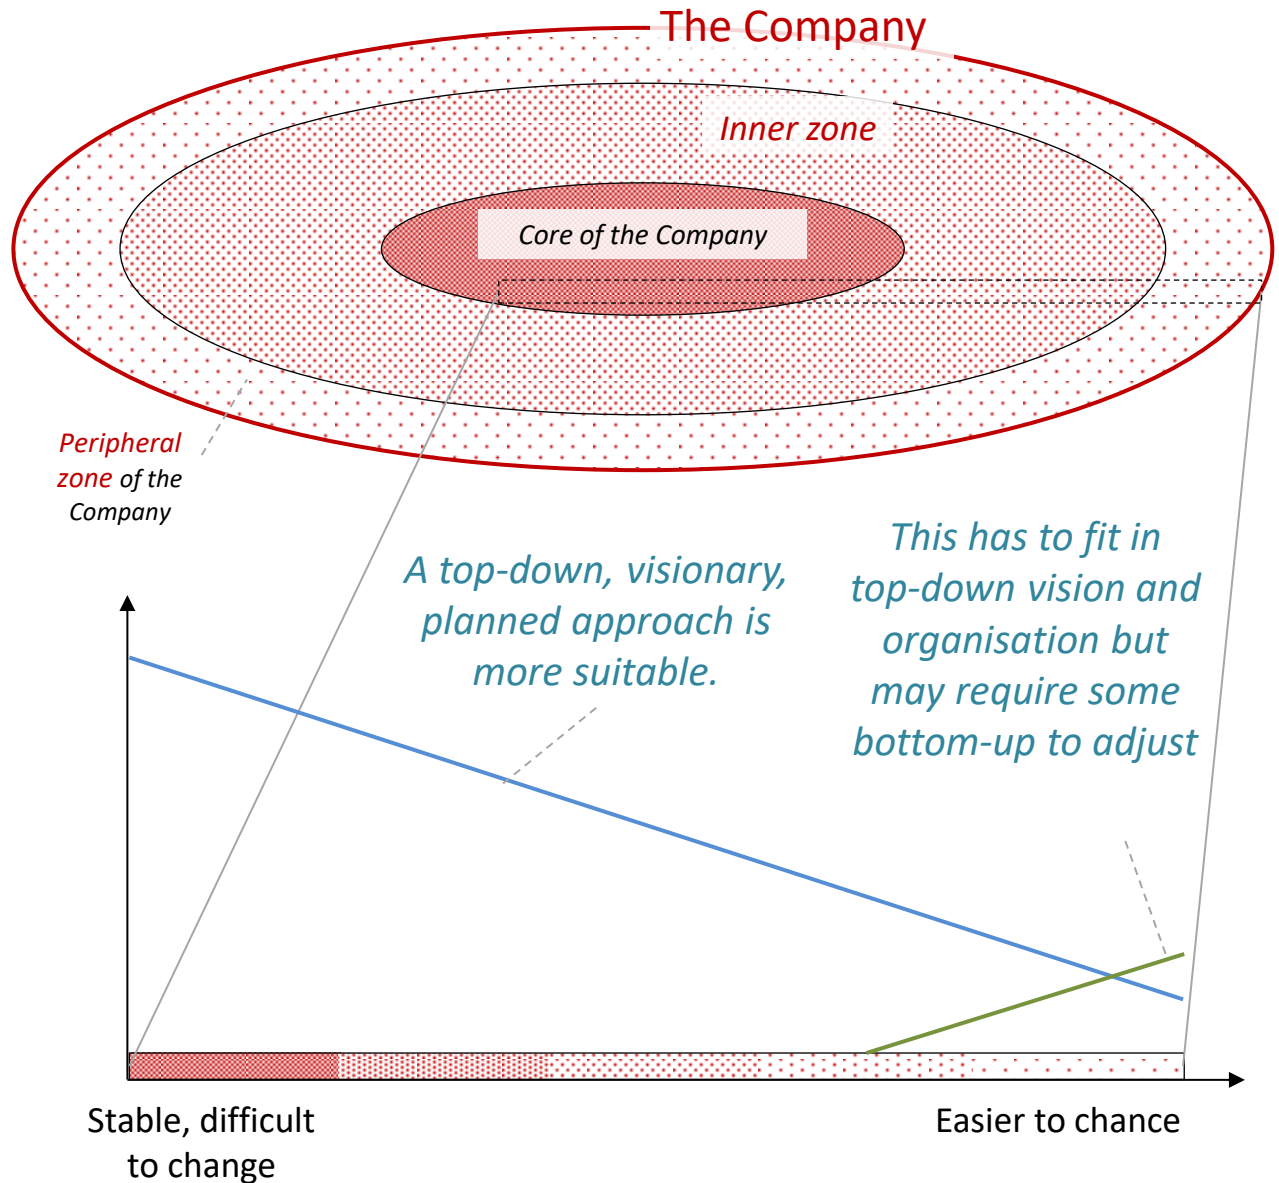 The Company
Inner zone
Core of the Company
Peripheral
zone of the
Company
A top-down, visionary,
planned approach is
more suitable.
This has to fit in
top-down vision and
organisation but
may require some
bottom-up to adjust
Stable, difficult
to change
Easier to chance